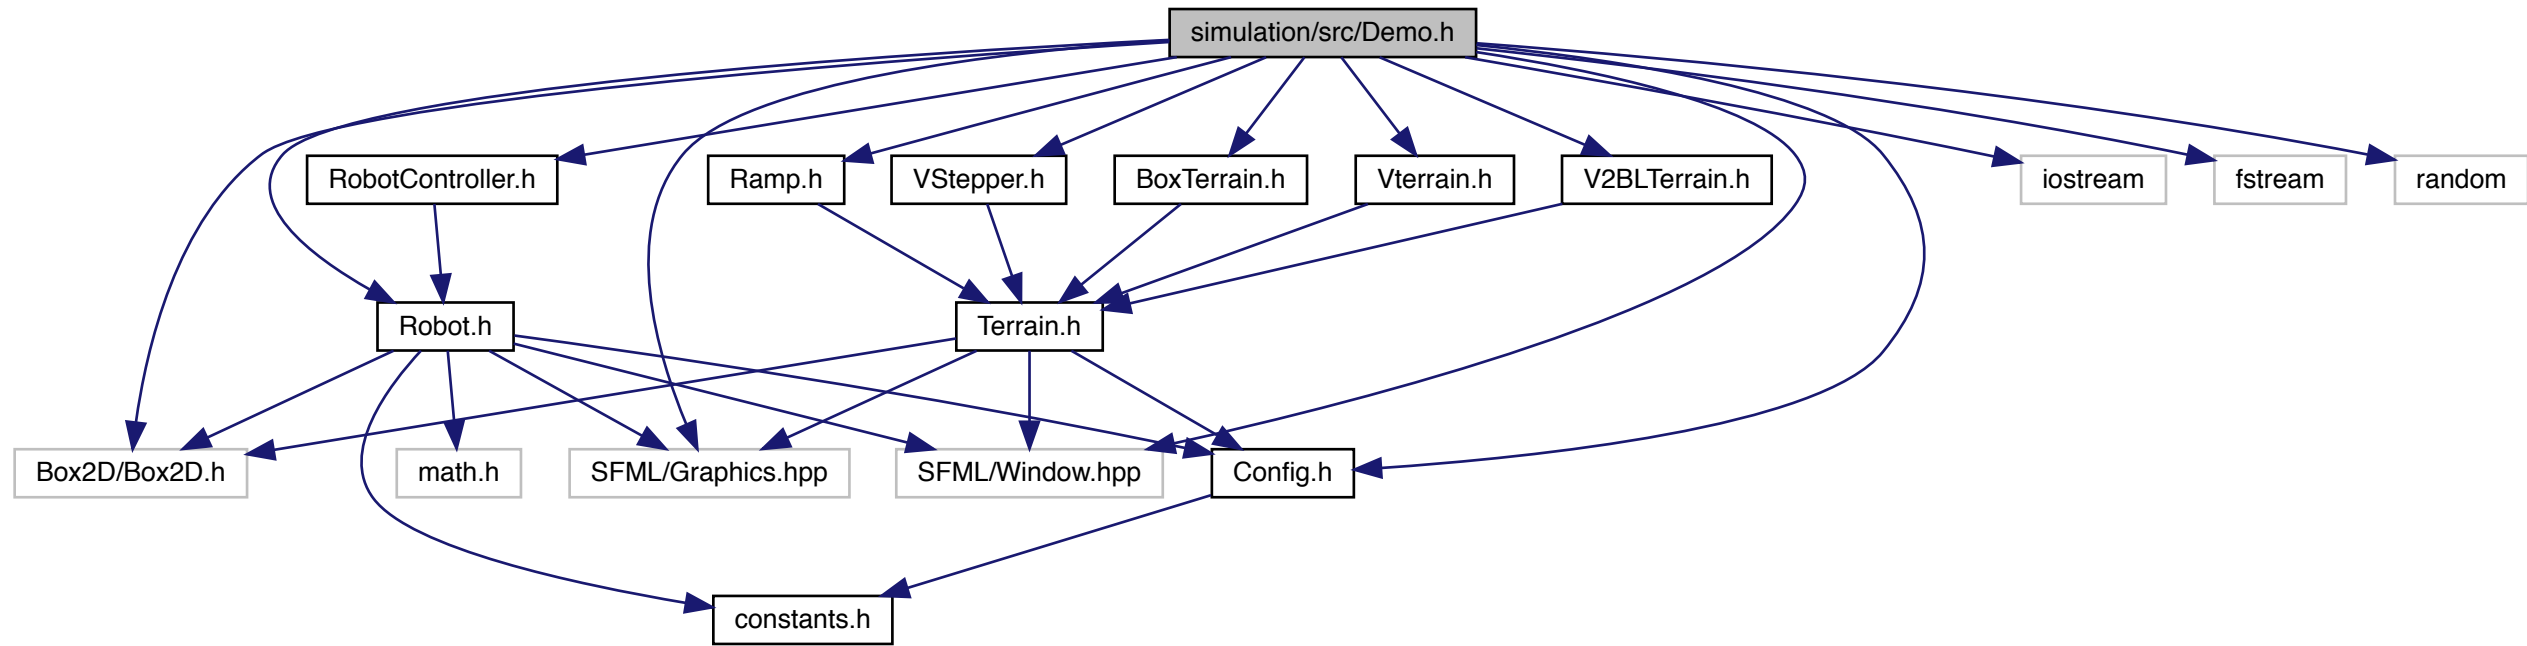 simulation/src/Demo.h
RobotController.h
Ramp.h
VStepper.h
BoxTerrain.h
Vterrain.h
V2BLTerrain.h
iostream
fstream
random
Robot.h
Terrain.h
Box2D/Box2D.h
math.h
SFML/Graphics.hpp
SFML/Window.hpp
Config.h
constants.h